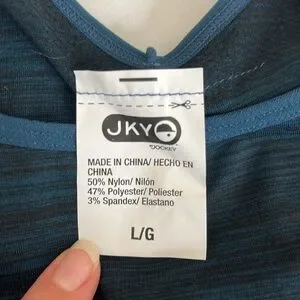 JKY
by JOCKEY
MADE IN CHINA/ HECHO EN
CHINA
50% Nylon/ Nilón
47% Polyester/ Poliester
3% Spandex/ Elastano
L/G